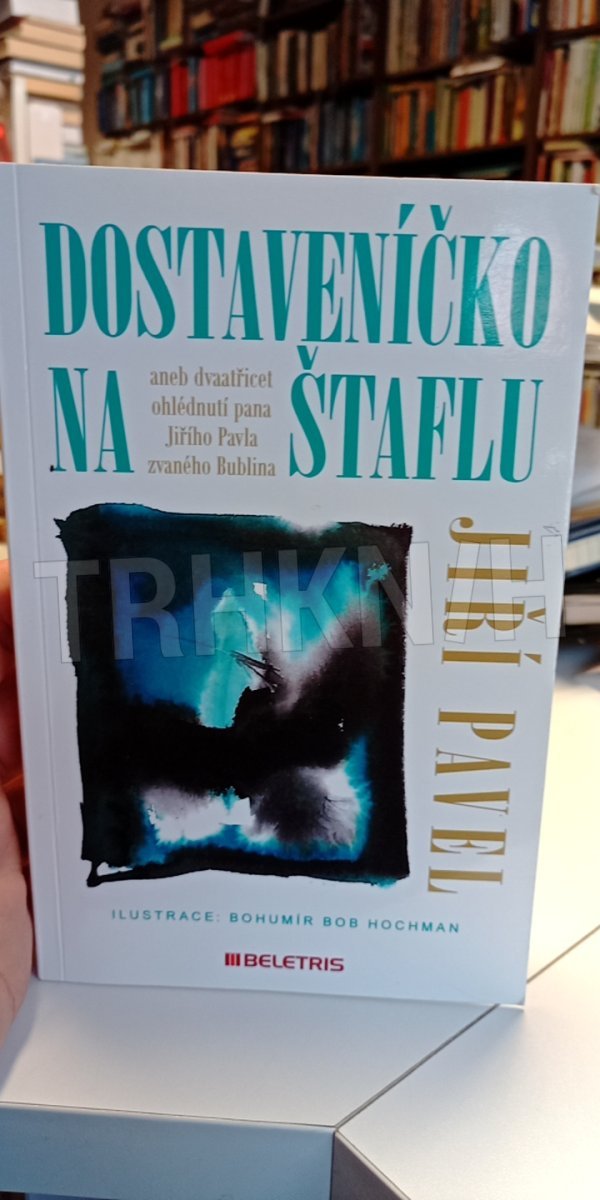 DOSTAVENÍČKO
NA
aneb dvaatřicet
ohlédnutí pana
Jiřího Pavla
zvaného Bublina
ŠTAFLU
JIŘÍ PAVEL
TRHKNIH
ILUSTRACE: BOHUMÍR BOB HOCHMAN
BELETRIS